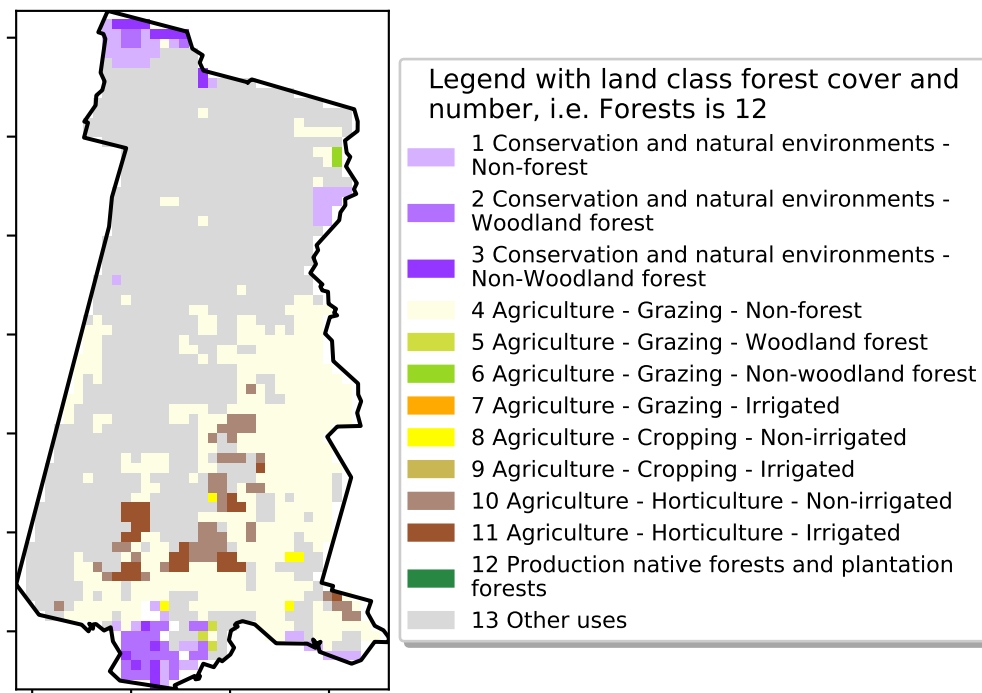 Legend with land class forest cover and
number, i.e. Forests is 12
1 Conservation and natural environments -
Non-forest
2 Conservation and natural environments -
Woodland forest
3 Conservation and natural environments -
Non-Woodland forest
4 Agriculture - Grazing - Non-forest
5 Agriculture - Grazing - Woodland forest
6 Agriculture - Grazing - Non-woodland forest
7 Agriculture - Grazing - Irrigated
8 Agriculture - Cropping - Non-irrigated
9 Agriculture - Cropping - Irrigated
10 Agriculture - Horticulture - Non-irrigated
11 Agriculture - Horticulture - Irrigated
12 Production native forests and plantation
forests
13 Other uses